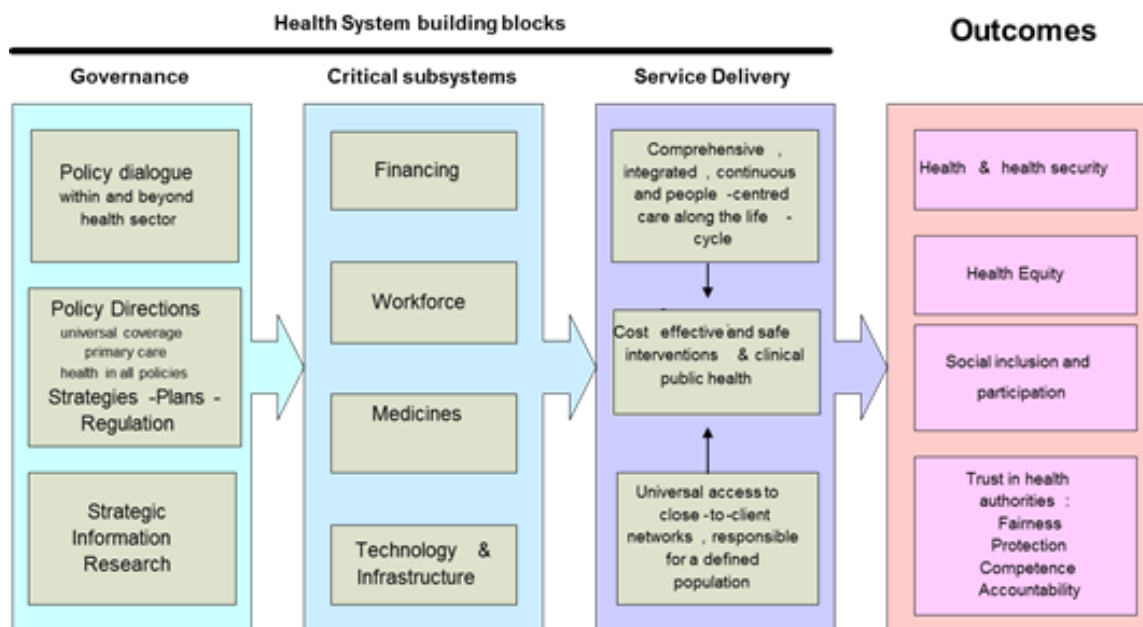 Health System building blocks
Outcomes
Governance
Critical subsystems
Service Delivery
Policy dialogue
within and beyond
health sector
Policy Directions
universal coverage
primary care
health in all policies
Strategies -Plans -
Regulation
Strategic
Information
Research
Financing
Workforce
Medicines
Technology &
Infrastructure
Comprehensive ,
integrated , continuous
and people -centred
care along the life -
cycle
Cost effective and safe
interventions & clinical
public health
Universal access to
close -to-client
networks , responsible
for a defined
population
Health & health security
Health Equity
Social inclusion and
participation
Trust in health
authorities :
Fairness
Protection
Competence
Accountability